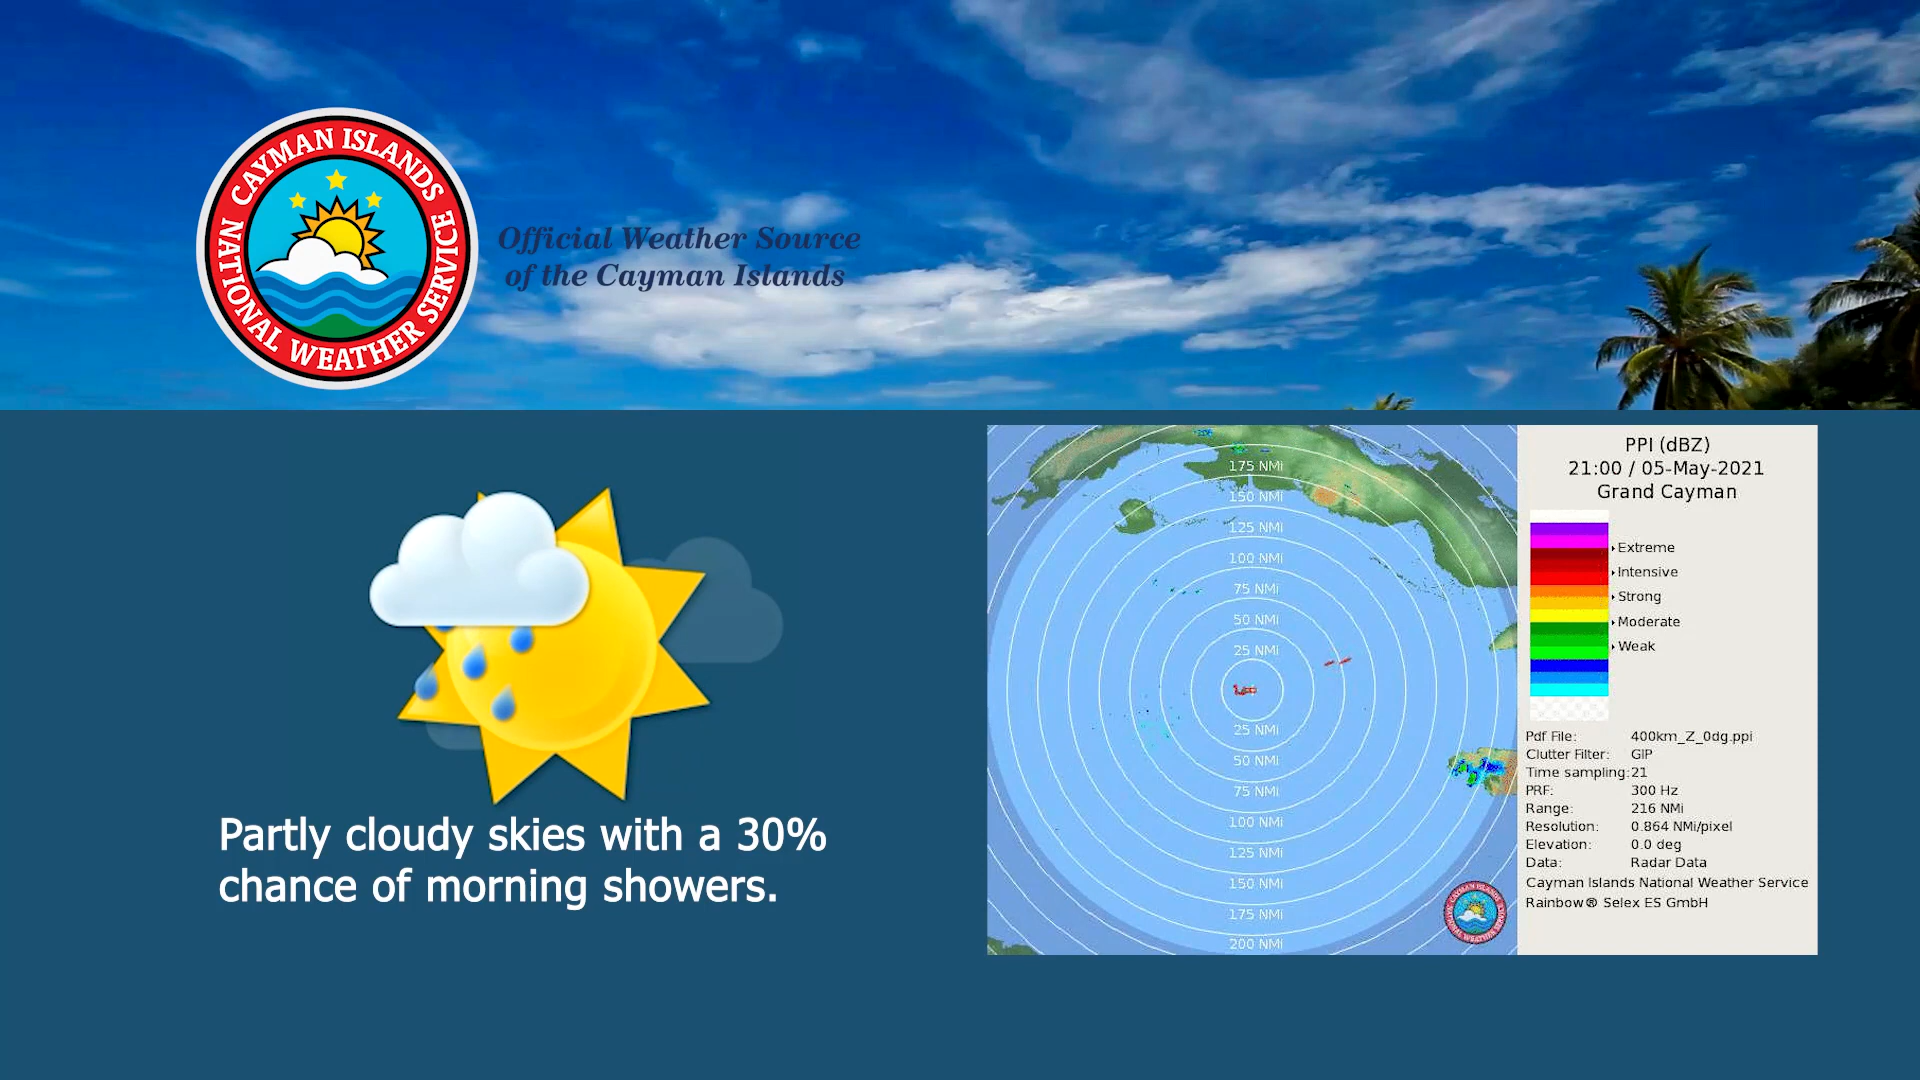 CAYMAN ISLANDS
NATIONAL WEATHER SERVICE
Official Weather Source
of the Cayman Islands
Partly cloudy skies with a 30%
chance of morning showers.
175 NMi
150 NMi
125 NMi
100 NMi
75 NMi
50 NMi
25 NMi
25 NMi
50 NMi
75 NMi
100 NMi
125 NMi
150 NMi
175 NMi
200 NMi
CAYMAN ISLANDS
NATIONAL WEATHER SERVICE
PPI (dBZ)
21:00 / 05-May-2021
Grand Cayman
Extreme
Intensive
Strong
Moderate
Weak
Pdf File: 400km_Z_0dg.ppi
Clutter Filter: GIP
Time sampling: 21
PRF: 300 Hz
Range: 216 NMi
Resolution: 0.864 NMi/pixel
Elevation: 0.0 deg
Data: Radar Data
Cayman Islands National Weather Service
Rainbow® Selex ES GmbH